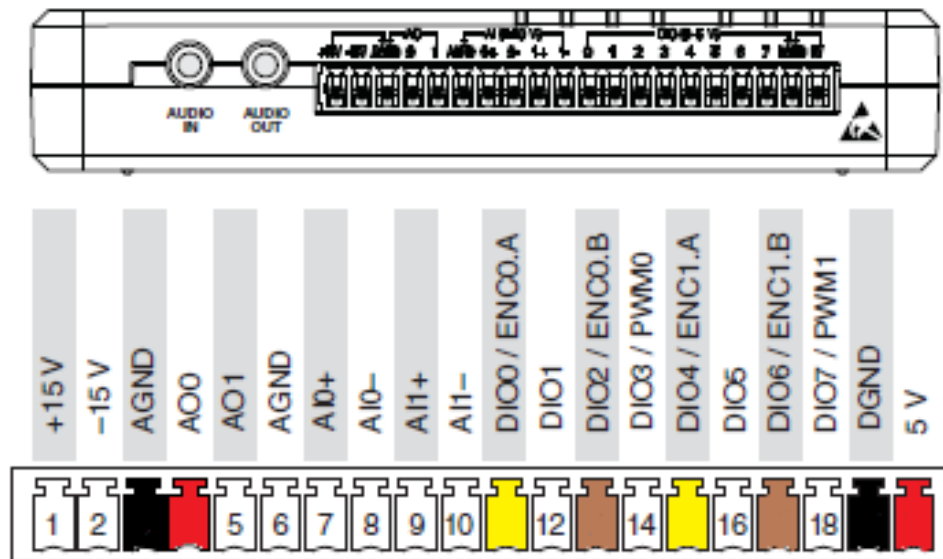 AUDIO IN
AUDIO OUT
+15 V
–15 V
AGND
AO0
AO1
AGND
AI0+
AI0–
AI1+
AI1–
DIO0 / ENC0.A
DIO1
DIO2 / ENC0.B
DIO3 / PWM0
DIO4 / ENC1.A
DIO5
DIO6 / ENC1.B
DIO7 / PWM1
DGND
5 V
1 2 5 6 7 8 9 10 12 14 16 18